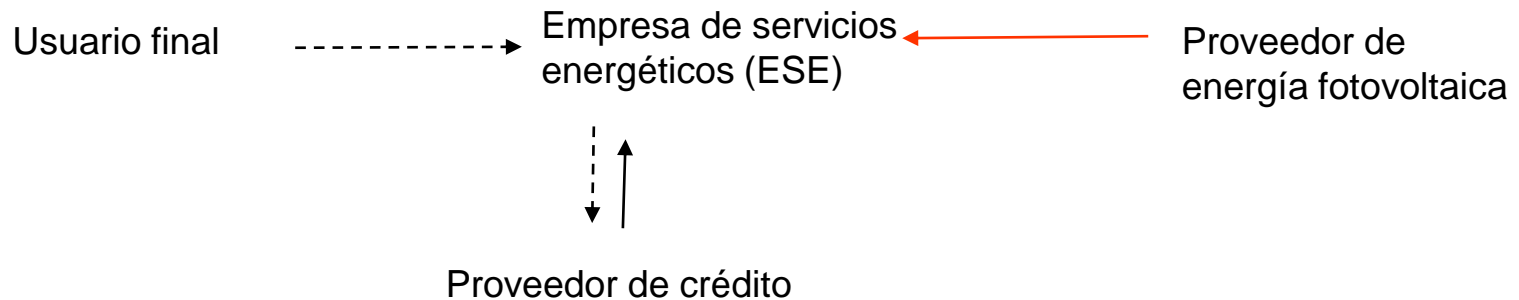 Usuario final
Empresa de servicios
energéticos (ESE)
Proveedor de
energía fotovoltaica
Proveedor de crédito